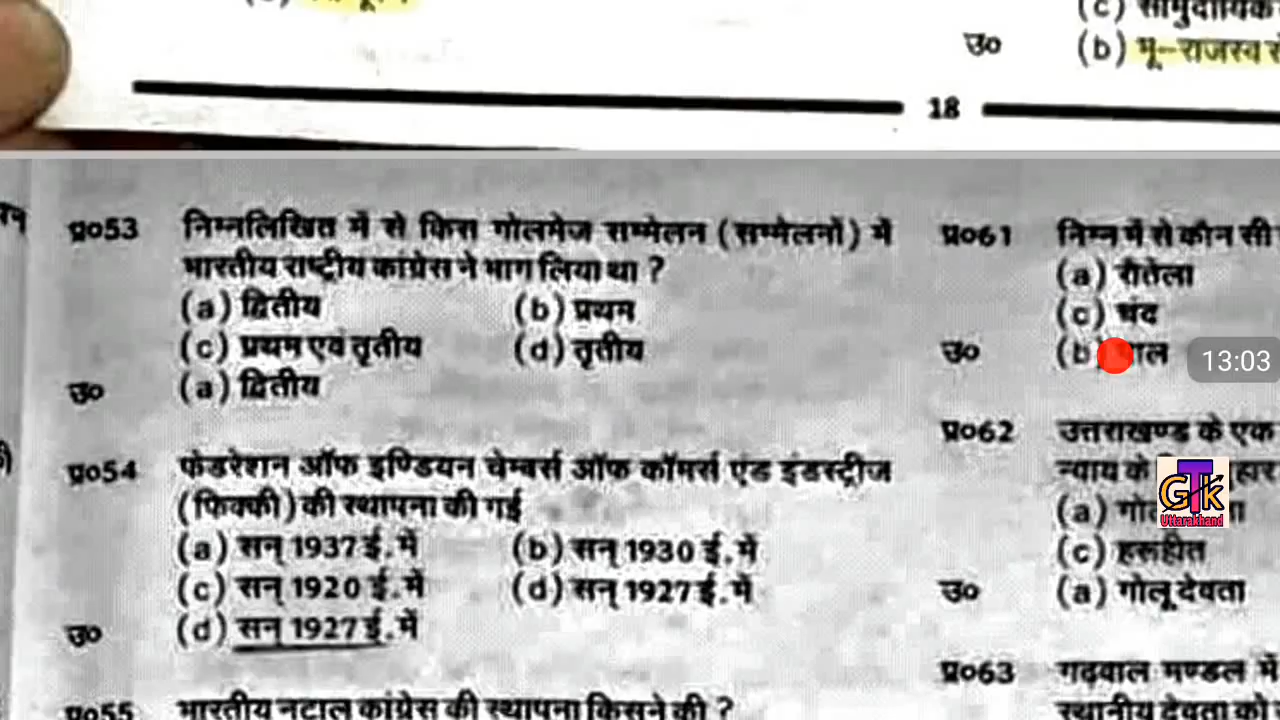 (c) सामुदायिक
उ० (b) भू-राजस्व
18
प्र०53 निम्नलिखित में से किस गोलमेज सम्मेलन (सम्मेलनों) में
भारतीय राष्ट्रीय कांग्रेस ने भाग लिया था ?
(a) द्वितीय (b) प्रथम
(c) प्रथम एवं तृतीय (d) तृतीय
उ० (a) द्वितीय
प्र०54 फेडरेशन ऑफ इण्डियन चेम्बर्स ऑफ कॉमर्स एंड इंडस्ट्रीज
(फिक्की) की स्थापना की गई
(a) सन् 1937 ई. में (b) सन् 1930 ई. में
(c) सन् 1920 ई. में (d) सन् 1927 ई. में
उ० (d) सन् 1927 ई. में
प्र०55 भारतीय नटाल कांग्रेस की स्थापना किसने की ?
प्र०61 निम्न में से कौन सी
(a) रौतेला
(c) चंद
उ० (b)
13:03
प्र०62 उत्तराखण्ड के एक
न्याय के
(a)
(c) हरूहीत
उ० (a) गोलू देवता
GTK
Uttarakhand
प्र०63 गढ़वाल मण्डल में
स्थानीय देवता को